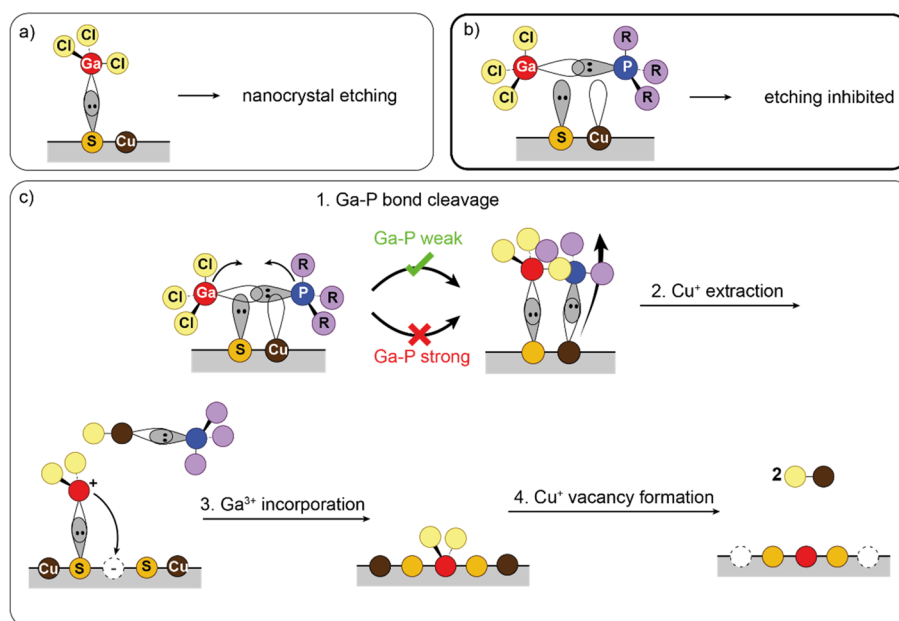 a)
Cl
Cl
Cl
Ga
S
Cu
nanocrystal etching
b)
Cl
R
Ga
P
Cl
R
Cl
R
S
Cu
etching inhibited
c)
1. Ga-P bond cleavage
Ga-P weak
Cl
R
Cl
Ga
P
R
Cl
R
S
Cu
Ga-P strong
2. Cu⁺ extraction
+
3. Ga³⁺ incorporation
4. Cu⁺ vacancy formation
2
Cu
S
-
S
Cu